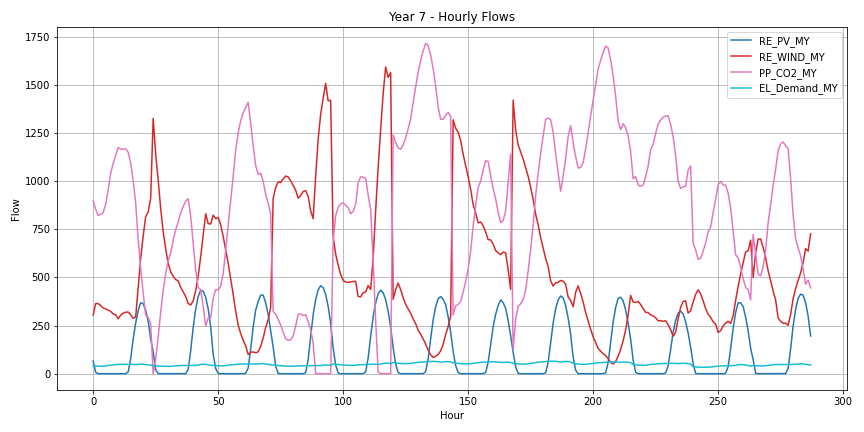 Year 7 - Hourly Flows
1750
1500
1250
1000
750
500
250
0
Flow
0
50
100
150
200
250
300
Hour
RE_PV_MY
RE_WIND_MY
PP_CO2_MY
EL_Demand_MY